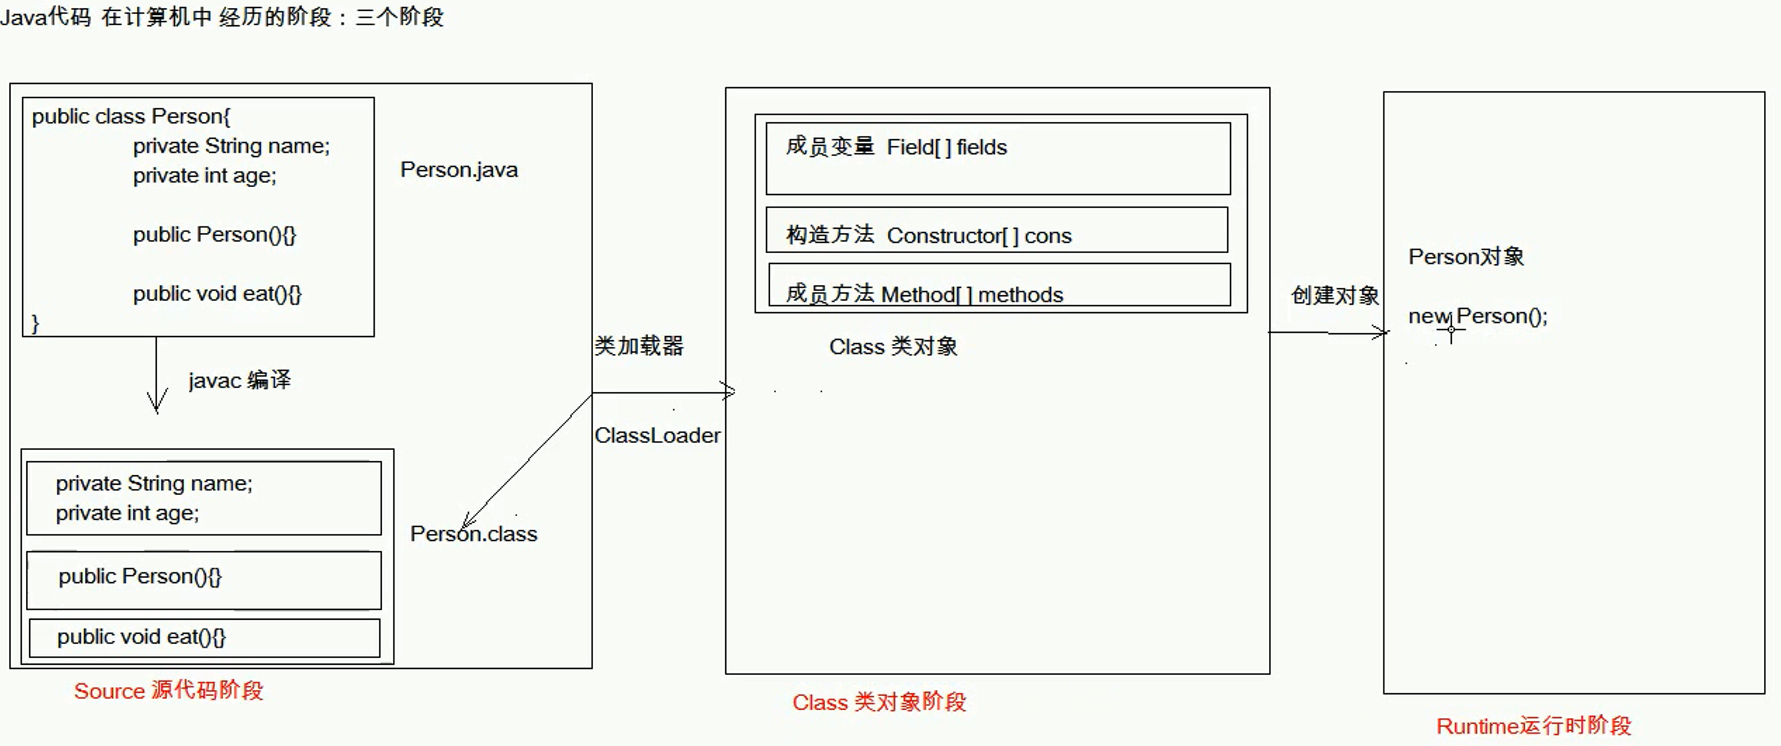 Java代码 在计算机中 经历的阶段：三个阶段
public class Person{
private String name;
private int age;
public Person(){}
public void eat(){}
}
Person.java
javac 编译
private String name;
private int age;
public Person(){}
public void eat(){}
Person.class
Source 源代码阶段
类加载器
ClassLoader
成员变量 Field[ ] fields
构造方法 Constructor[ ] cons
成员方法 Method[ ] methods
Class 类对象
Class 类对象阶段
创建对象
Person对象
new Person();
Runtime运行时阶段